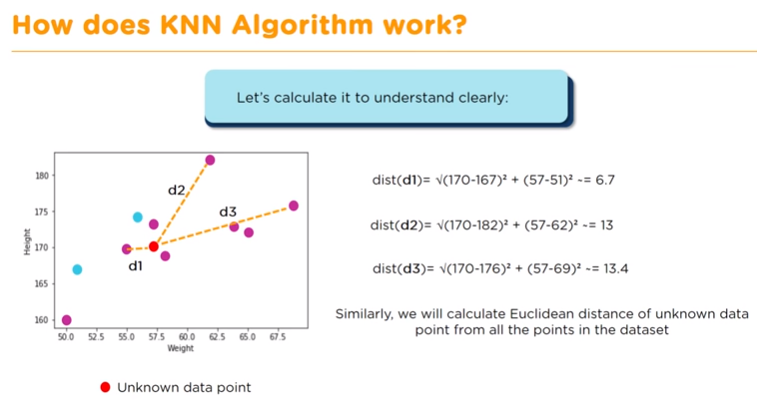 How does KNN Algorithm work?
Let's calculate it to understand clearly:
180
175
170
165
160
Height
50.0 52.5 55.0 57.5 60.0 62.5 65.0 67.5
Weight
d1
d2
d3
dist(d1)= √(170-167)² + (57-51)² ~= 6.7
dist(d2)= √(170-182)² + (57-62)² ~= 13
dist(d3)= √(170-176)² + (57-69)² ~= 13.4
Similarly, we will calculate Euclidean distance of unknown data
point from all the points in the dataset
Unknown data point